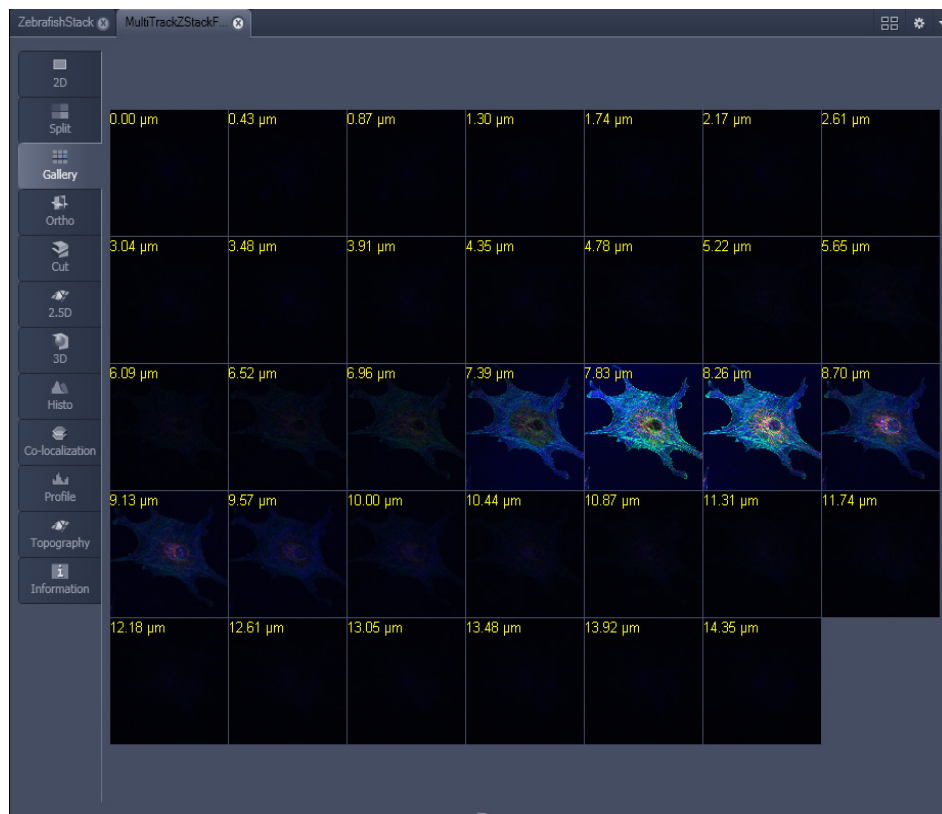 ZebrafishStack
MultiTrackZStackF...
2D
Split
Gallery
Ortho
Cut
2.5D
3D
Histo
Co-localization
Profile
Topography
Information
0.00 µm 0.43 µm 0.87 µm 1.30 µm 1.74 µm 2.17 µm 2.61 µm
3.04 µm 3.48 µm 3.91 µm 4.35 µm 4.78 µm 5.22 µm 5.65 µm
6.09 µm 6.52 µm 6.96 µm 7.39 µm 7.83 µm 8.26 µm 8.70 µm
9.13 µm 9.57 µm 10.00 µm 10.44 µm 10.87 µm 11.31 µm 11.74 µm
12.18 µm 12.61 µm 13.05 µm 13.48 µm 13.92 µm 14.35 µm